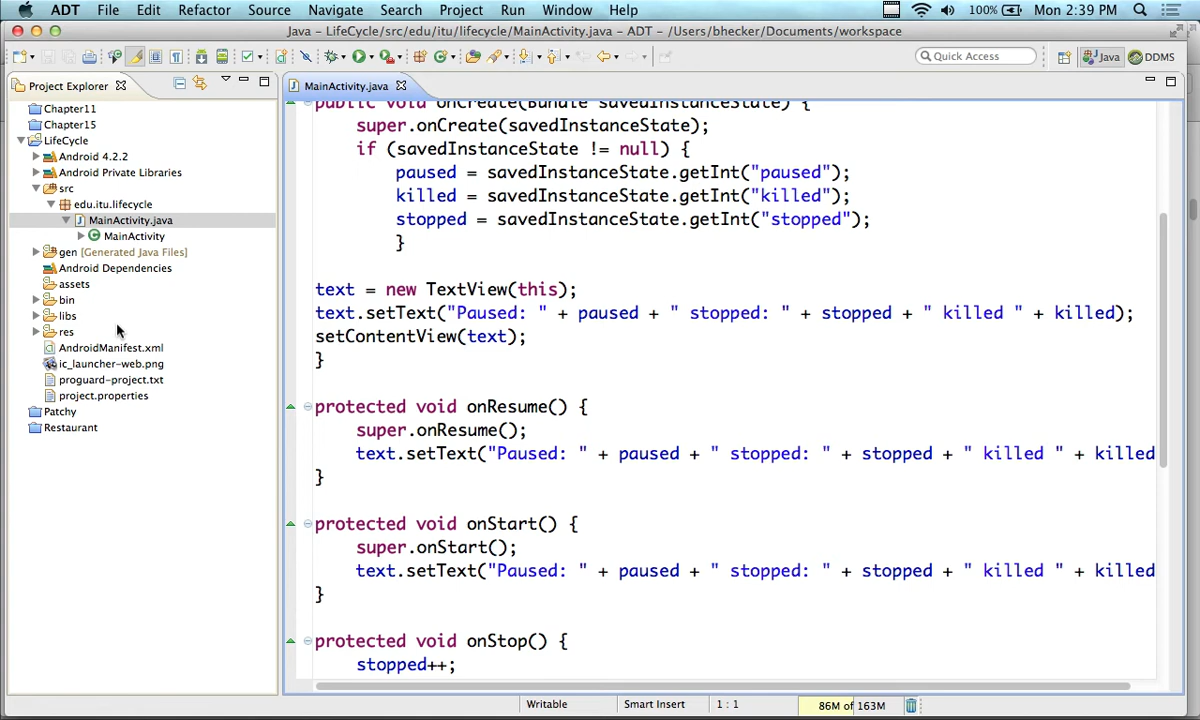 ADT File Edit Refactor Source Navigate Search Project Run Window Help 100% Mon 2:39 PM
Java - LifeCycle/src/edu/itu/lifecycle/MainActivity.java - ADT - /Users/bhecker/Documents/workspace
Quick Access Java DDMS
Project Explorer
MainActivity.java
Chapter11
Chapter15
LifeCycle
Android 4.2.2
Android Private Libraries
src
edu.itu.lifecycle
MainActivity.java
MainActivity
gen [Generated Java Files]
Android Dependencies
assets
bin
libs
res
AndroidManifest.xml
ic_launcher-web.png
proguard-project.txt
project.properties
Patchy
Restaurant
public void onCreate(Bundle savedInstanceState) {
super.onCreate(savedInstanceState);
if (savedInstanceState != null) {
paused = savedInstanceState.getInt("paused");
killed = savedInstanceState.getInt("killed");
stopped = savedInstanceState.getInt("stopped");
}
text = new TextView(this);
text.setText("Paused: " + paused + " stopped: " + stopped + " killed " + killed);
setContentView(text);
}
protected void onResume() {
super.onResume();
text.setText("Paused: " + paused + " stopped: " + stopped + " killed " + killed
}
protected void onStart() {
super.onStart();
text.setText("Paused: " + paused + " stopped: " + stopped + " killed " + killed
}
protected void onStop() {
stopped++;
Writable Smart Insert 1 : 1 86M of 163M